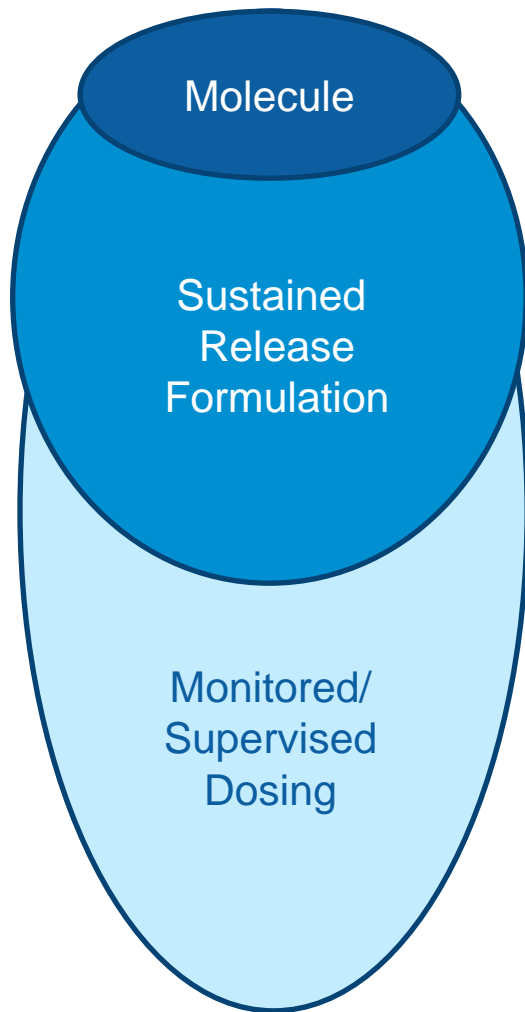 Molecule
Sustained
Release
Formulation
Monitored/
Supervised
Dosing